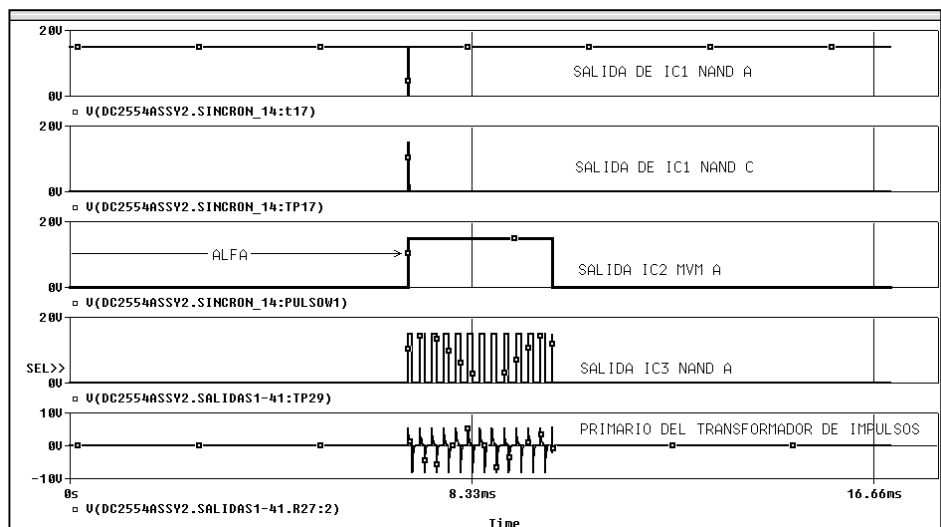 20V
SALIDA DE IC1 NAND A
0V
V(DC2554ASSY2.SINCRON_14:t17)
20V
SALIDA DE IC1 NAND C
0V
V(DC2554ASSY2.SINCRON_14:TP17)
20V
ALFA
SALIDA IC2 MVM A
0V
V(DC2554ASSY2.SINCRON_14:PULSOW1)
20V
SALIDA IC3 NAND A
SEL>>
0V
V(DC2554ASSY2.SALIDAS1-41:TP29)
10V
PRIMARIO DEL TRANSFORMADOR DE IMPULSOS
0V
-10V
0s 8.33ms 16.66ms
V(DC2554ASSY2.SALIDAS1-41.R27:2)
Time